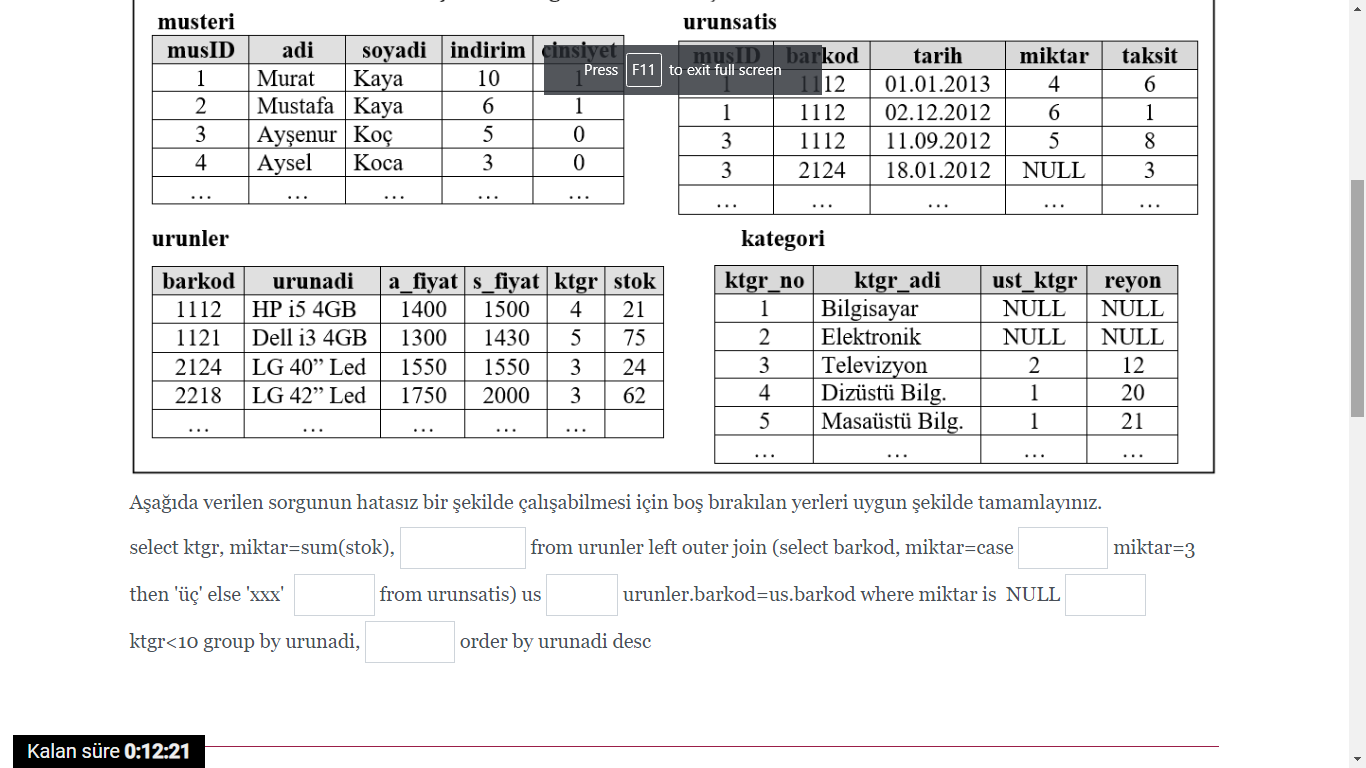 musteri
musID adi soyadi indirim cinsiyet
1 Murat Kaya 10 1
2 Mustafa Kaya 6 1
3 Ayşenur Koç 5 0
4 Aysel Koca 3 0
… … … … …
urunsatis
musID barkod tarih miktar taksit
1 1112 01.01.2013 4 6
1 1112 02.12.2012 6 1
3 1112 11.09.2012 5 8
3 2124 18.01.2012 NULL 3
… … … … …
Press F11 to exit full screen
urunler
barkod urunadi a_fiyat s_fiyat ktgr stok
1112 HP i5 4GB 1400 1500 4 21
1121 Dell i3 4GB 1300 1430 5 75
2124 LG 40” Led 1550 1550 3 24
2218 LG 42” Led 1750 2000 3 62
… … … … …
kategori
ktgr_no ktgr_adi ust_ktgr reyon
1 Bilgisayar NULL NULL
2 Elektronik NULL NULL
3 Televizyon 2 12
4 Dizüstü Bilg. 1 20
5 Masaüstü Bilg. 1 21
… … … …
Aşağıda verilen sorgunun hatasız bir şekilde çalışabilmesi için boş bırakılan yerleri uygun şekilde tamamlayınız.
select ktgr, miktar=sum(stok), from urunler left outer join (select barkod, miktar=case miktar=3
then 'üç' else 'xxx' from urunsatis) us urunler.barkod=us.barkod where miktar is NULL
ktgr<10 group by urunadi, order by urunadi desc
Kalan süre 0:12:21